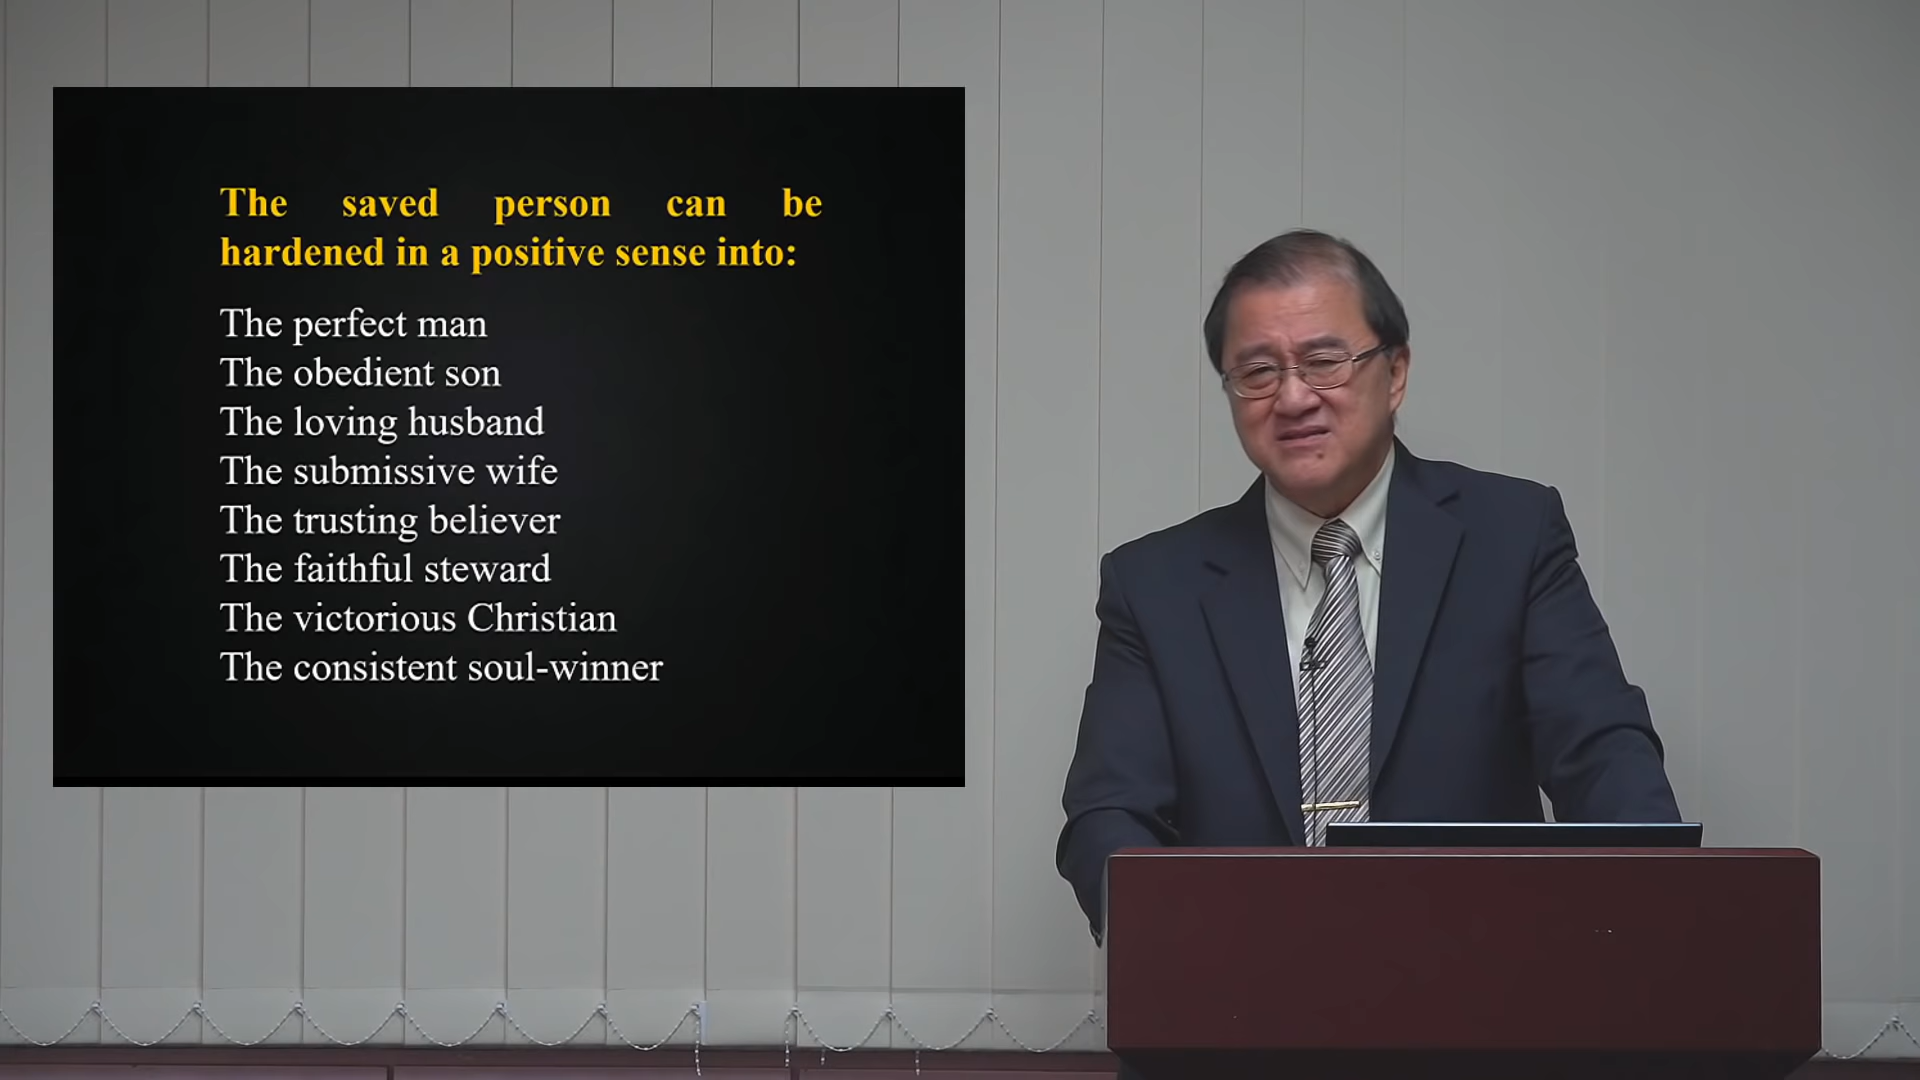 The saved person can be
hardened in a positive sense into:
The perfect man
The obedient son
The loving husband
The submissive wife
The trusting believer
The faithful steward
The victorious Christian
The consistent soul-winner